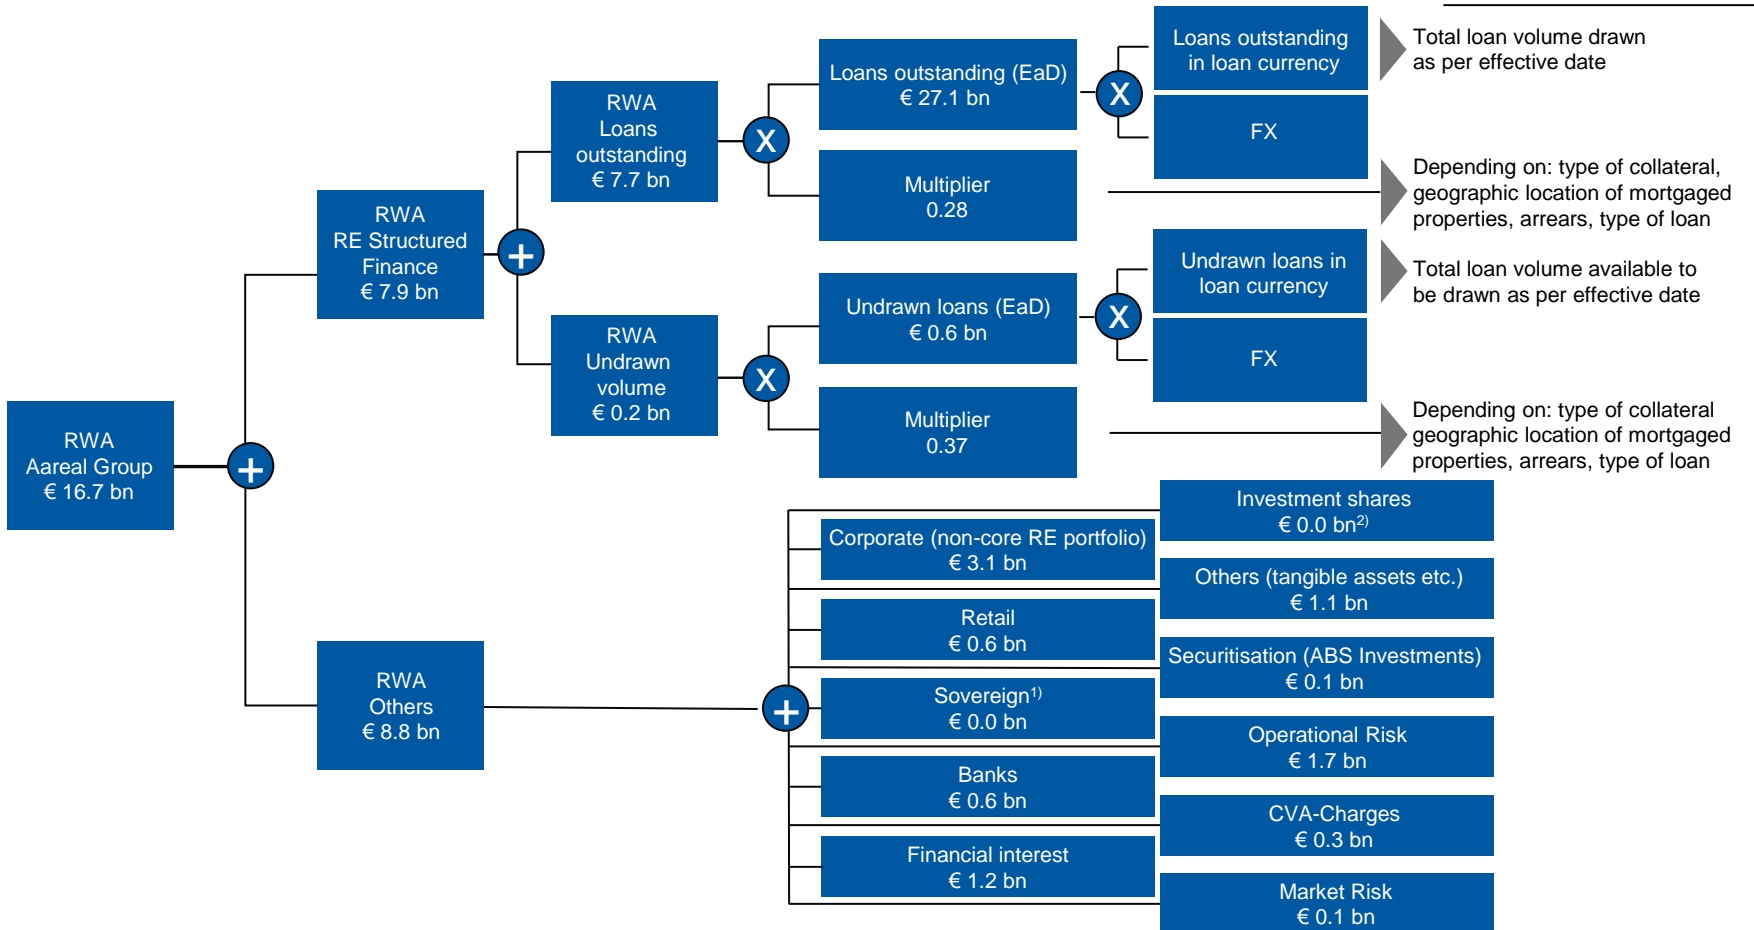 RWA
Aareal Group
€ 16.7 bn
+
RWA
RE Structured
Finance
€ 7.9 bn
+
RWA
Loans
outstanding
€ 7.7 bn
X
Loans outstanding (EaD)
€ 27.1 bn
X
Loans outstanding
in loan currency
Total loan volume drawn
as per effective date
FX
Multiplier
0.28
Depending on: type of collateral,
geographic location of mortgaged
properties, arrears, type of loan
RWA
Undrawn
volume
€ 0.2 bn
X
Undrawn loans (EaD)
€ 0.6 bn
X
Undrawn loans in
loan currency
Total loan volume available to
be drawn as per effective date
FX
Multiplier
0.37
Depending on: type of collateral
geographic location of mortgaged
properties, arrears, type of loan
RWA
Others
€ 8.8 bn
+
Investment shares
€ 0.0 bn2)
Corporate (non-core RE portfolio)
€ 3.1 bn
Others (tangible assets etc.)
€ 1.1 bn
Retail
€ 0.6 bn
Securitisation (ABS Investments)
€ 0.1 bn
Sovereign1)
€ 0.0 bn
Operational Risk
€ 1.7 bn
Banks
€ 0.6 bn
CVA-Charges
€ 0.3 bn
Financial interest
€ 1.2 bn
Market Risk
€ 0.1 bn